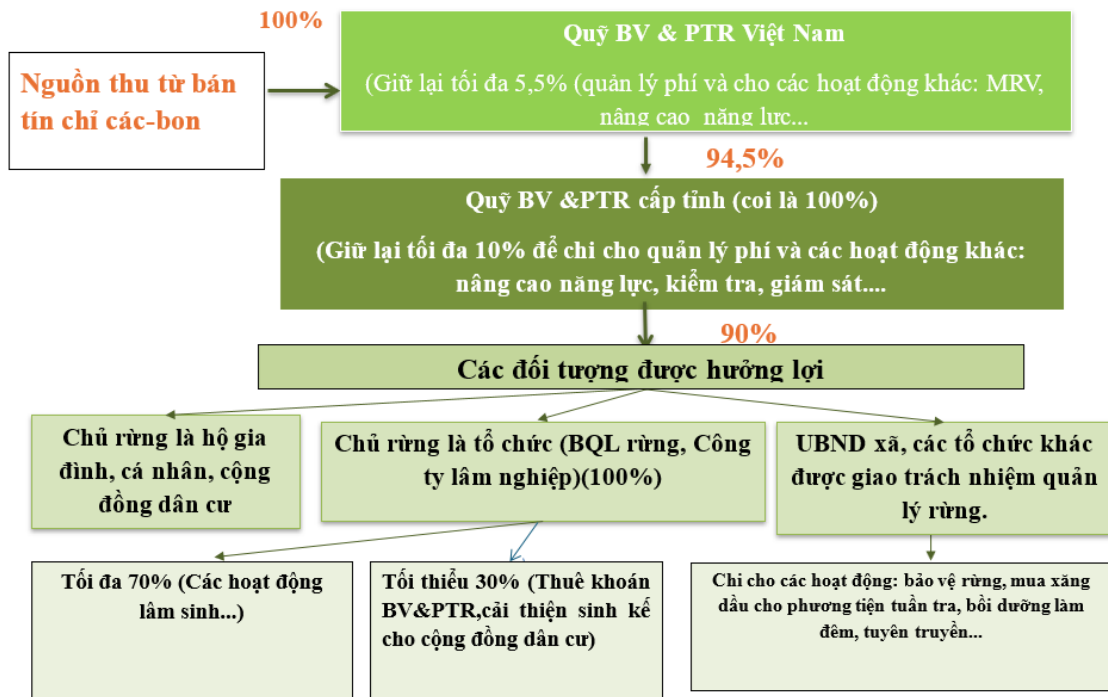 100%
Nguồn thu từ bán
tín chỉ các-bon
Quỹ BV & PTR Việt Nam
(Giữ lại tối đa 5,5% (quản lý phí và cho các hoạt động khác: MRV,
nâng cao năng lực...
94,5%
Quỹ BV &PTR cấp tỉnh (coi là 100%)
(Giữ lại tối đa 10% để chi cho quản lý phí và các hoạt động khác:
nâng cao năng lực, kiểm tra, giám sát....
90%
Các đối tượng được hưởng lợi
Chủ rừng là hộ gia
đình, cá nhân, cộng
đồng dân cư
Chủ rừng là tổ chức (BQL rừng, Công
ty lâm nghiệp)(100%)
UBND xã, các tổ chức khác
được giao trách nhiệm quản
lý rừng.
Tối đa 70% (Các hoạt động
lâm sinh...)
Tối thiểu 30% (Thuê khoán
BV&PTR,cải thiện sinh kế
cho cộng đồng dân cư)
Chi cho các hoạt động: bảo vệ rừng, mua xăng
dầu cho phương tiện tuần tra, bồi dưỡng làm
đêm, tuyên truyền...